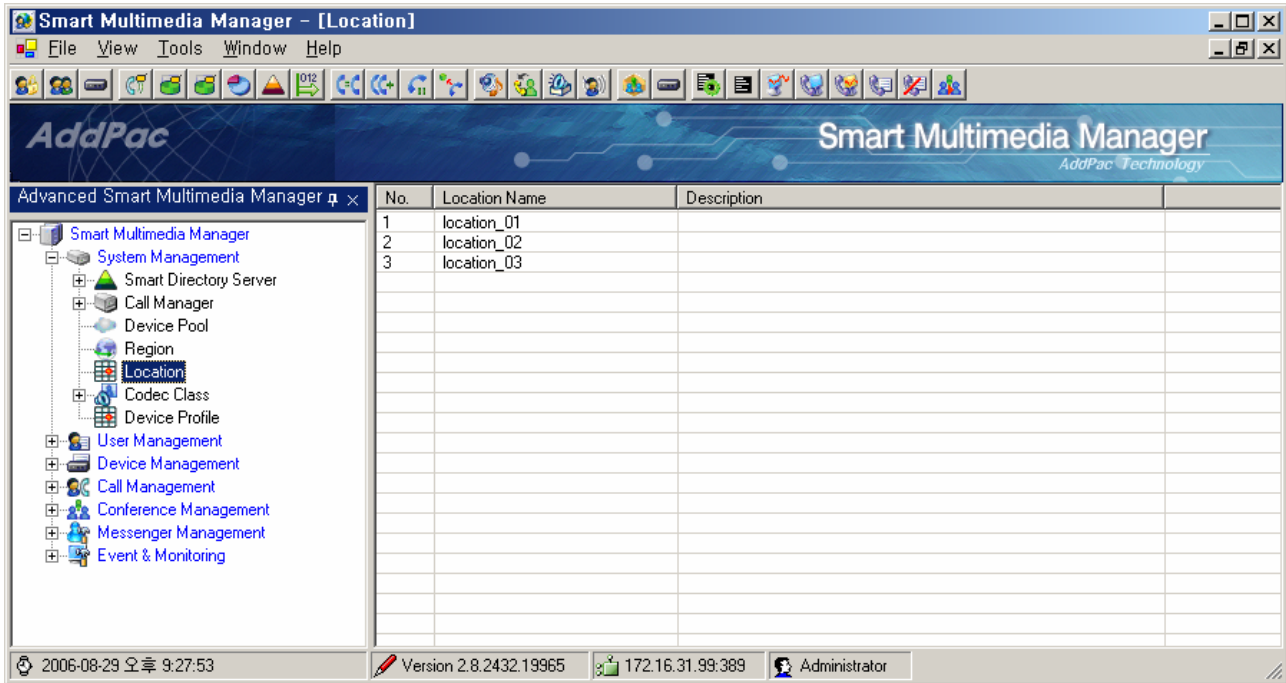 Smart Multimedia Manager - [Location]
File View Tools Window Help
012
AddPac
Smart Multimedia Manager
AddPac Technology
Advanced Smart Multimedia Manager
Smart Multimedia Manager
System Management
Smart Directory Server
Call Manager
Device Pool
Region
Location
Codec Class
Device Profile
User Management
Device Management
Call Management
Conference Management
Messenger Management
Event & Monitoring
No. Location Name Description
1 location_01
2 location_02
3 location_03
2006-08-29 오후 9:27:53 Version 2.8.2432.19965 172.16.31.99:389 Administrator